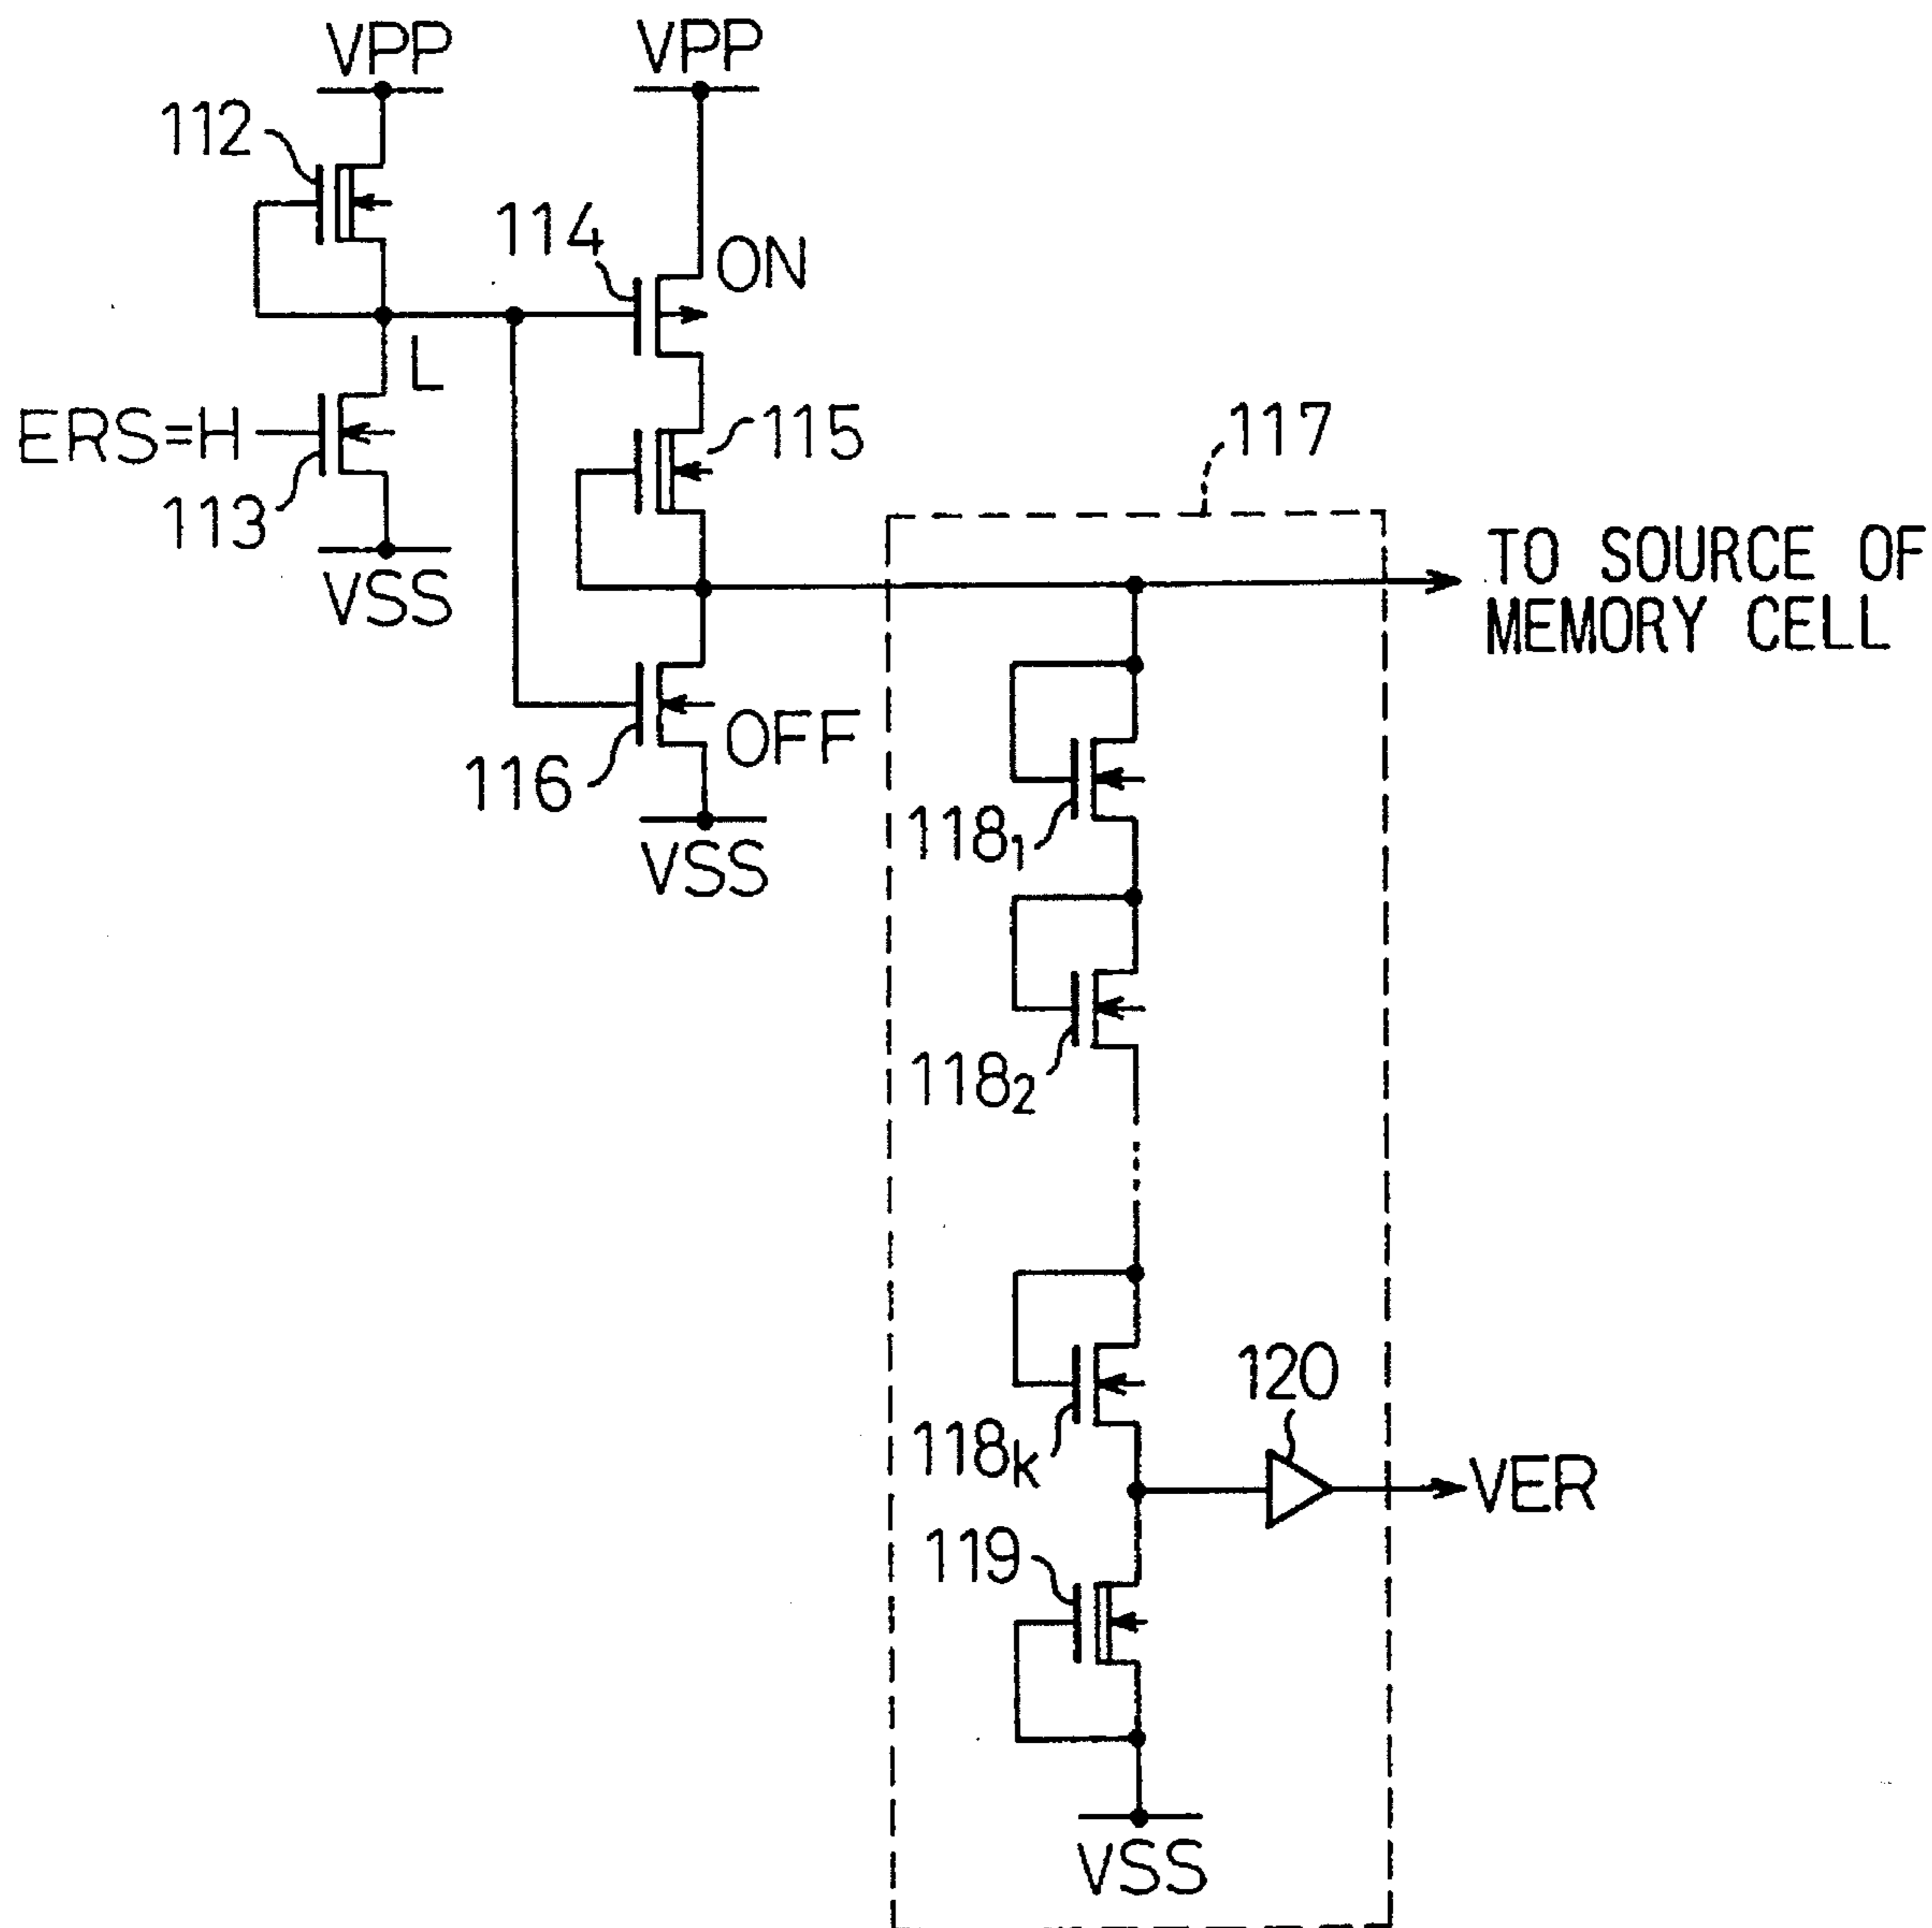 VPP
VPP
112
114
ON
L
ERS=H
113
115
117
VSS
TO SOURCE OF
MEMORY CELL
116
OFF
VSS
118₁
118₂
118k
120
VER
119
VSS